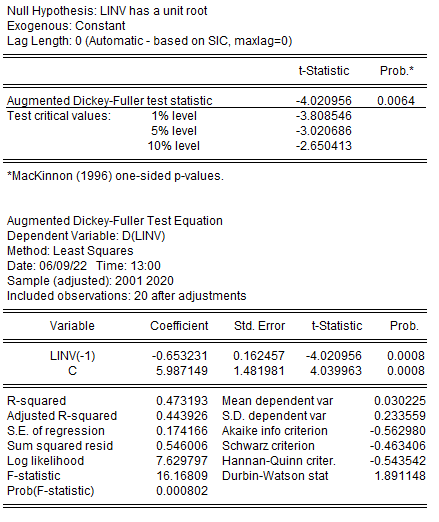 Null Hypothesis: LINV has a unit root
Exogenous: Constant
Lag Length: 0 (Automatic - based on SIC, maxlag=0)
t-Statistic Prob.*
Augmented Dickey-Fuller test statistic -4.020956 0.0064
Test critical values: 1% level -3.808546
5% level -3.020686
10% level -2.650413
*MacKinnon (1996) one-sided p-values.
Augmented Dickey-Fuller Test Equation
Dependent Variable: D(LINV)
Method: Least Squares
Date: 06/09/22 Time: 13:00
Sample (adjusted): 2001 2020
Included observations: 20 after adjustments
Variable Coefficient Std. Error t-Statistic Prob.
LINV(-1) -0.653231 0.162457 -4.020956 0.0008
C 5.987149 1.481981 4.039963 0.0008
R-squared 0.473193 Mean dependent var 0.030225
Adjusted R-squared 0.443926 S.D. dependent var 0.233559
S.E. of regression 0.174166 Akaike info criterion -0.562980
Sum squared resid 0.546006 Schwarz criterion -0.463406
Log likelihood 7.629797 Hannan-Quinn criter. -0.543542
F-statistic 16.16809 Durbin-Watson stat 1.891148
Prob(F-statistic) 0.000802